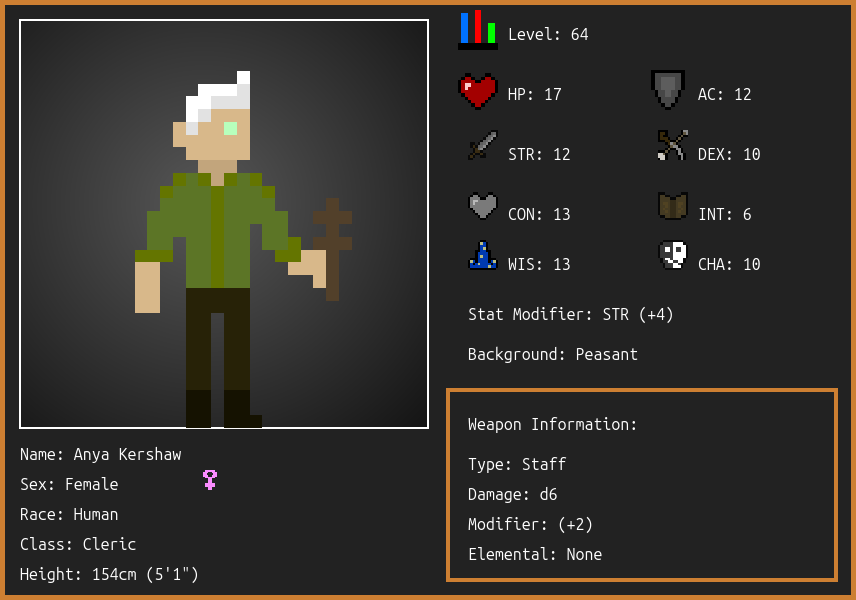 Level: 64
HP: 17
AC: 12
STR: 12
DEX: 10
CON: 13
INT: 6
WIS: 13
CHA: 10
Stat Modifier: STR (+4)
Background: Peasant
Weapon Information:
Type: Staff
Damage: d6
Modifier: (+2)
Elemental: None
Name: Anya Kershaw
Sex: Female
Race: Human
Class: Cleric
Height: 154cm (5'1")